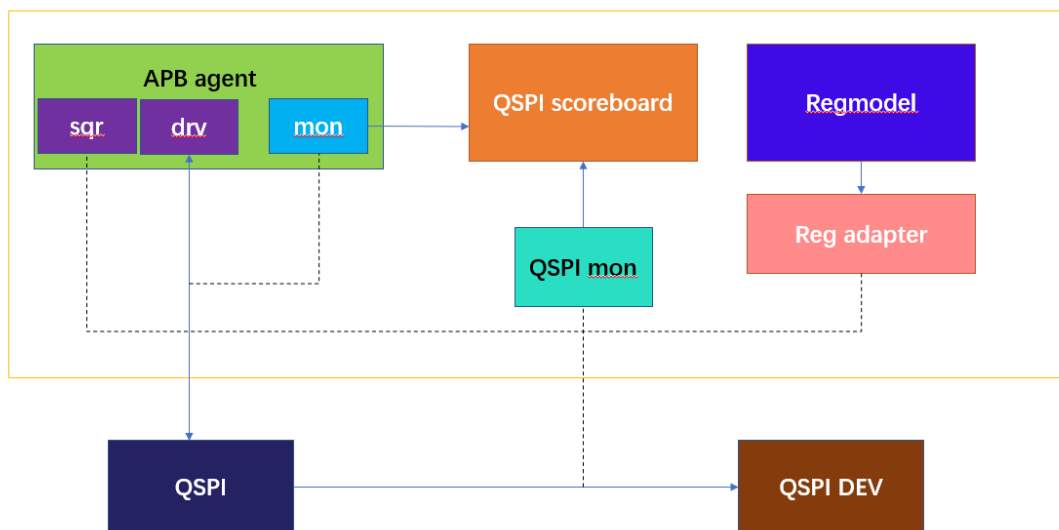 APB agent
sqr
drv
mon
QSPI scoreboard
Regmodel
Reg adapter
QSPI mon
QSPI
QSPI DEV